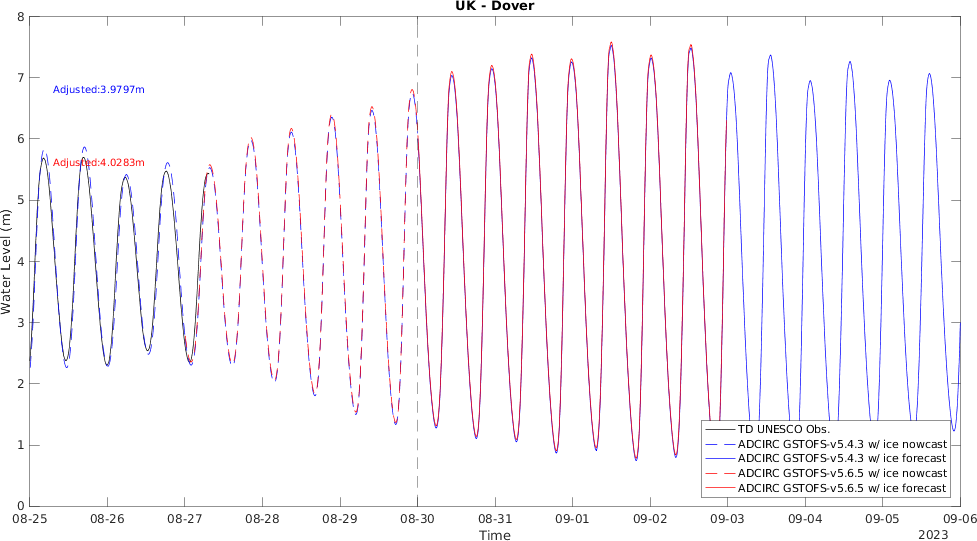 UK - Dover
8
7
6
5
4
3
2
1
0
Water Level (m)
Adjusted:3.9797m
Adjusted:4.0283m
TD UNESCO Obs.
ADCIRC GSTOFS-v5.4.3 w/ ice nowcast
ADCIRC GSTOFS-v5.4.3 w/ ice forecast
ADCIRC GSTOFS-v5.6.5 w/ ice nowcast
ADCIRC GSTOFS-v5.6.5 w/ ice forecast
08-25 08-26 08-27 08-28 08-29 08-30 08-31 09-01 09-02 09-03 09-04 09-05 09-06
Time
2023